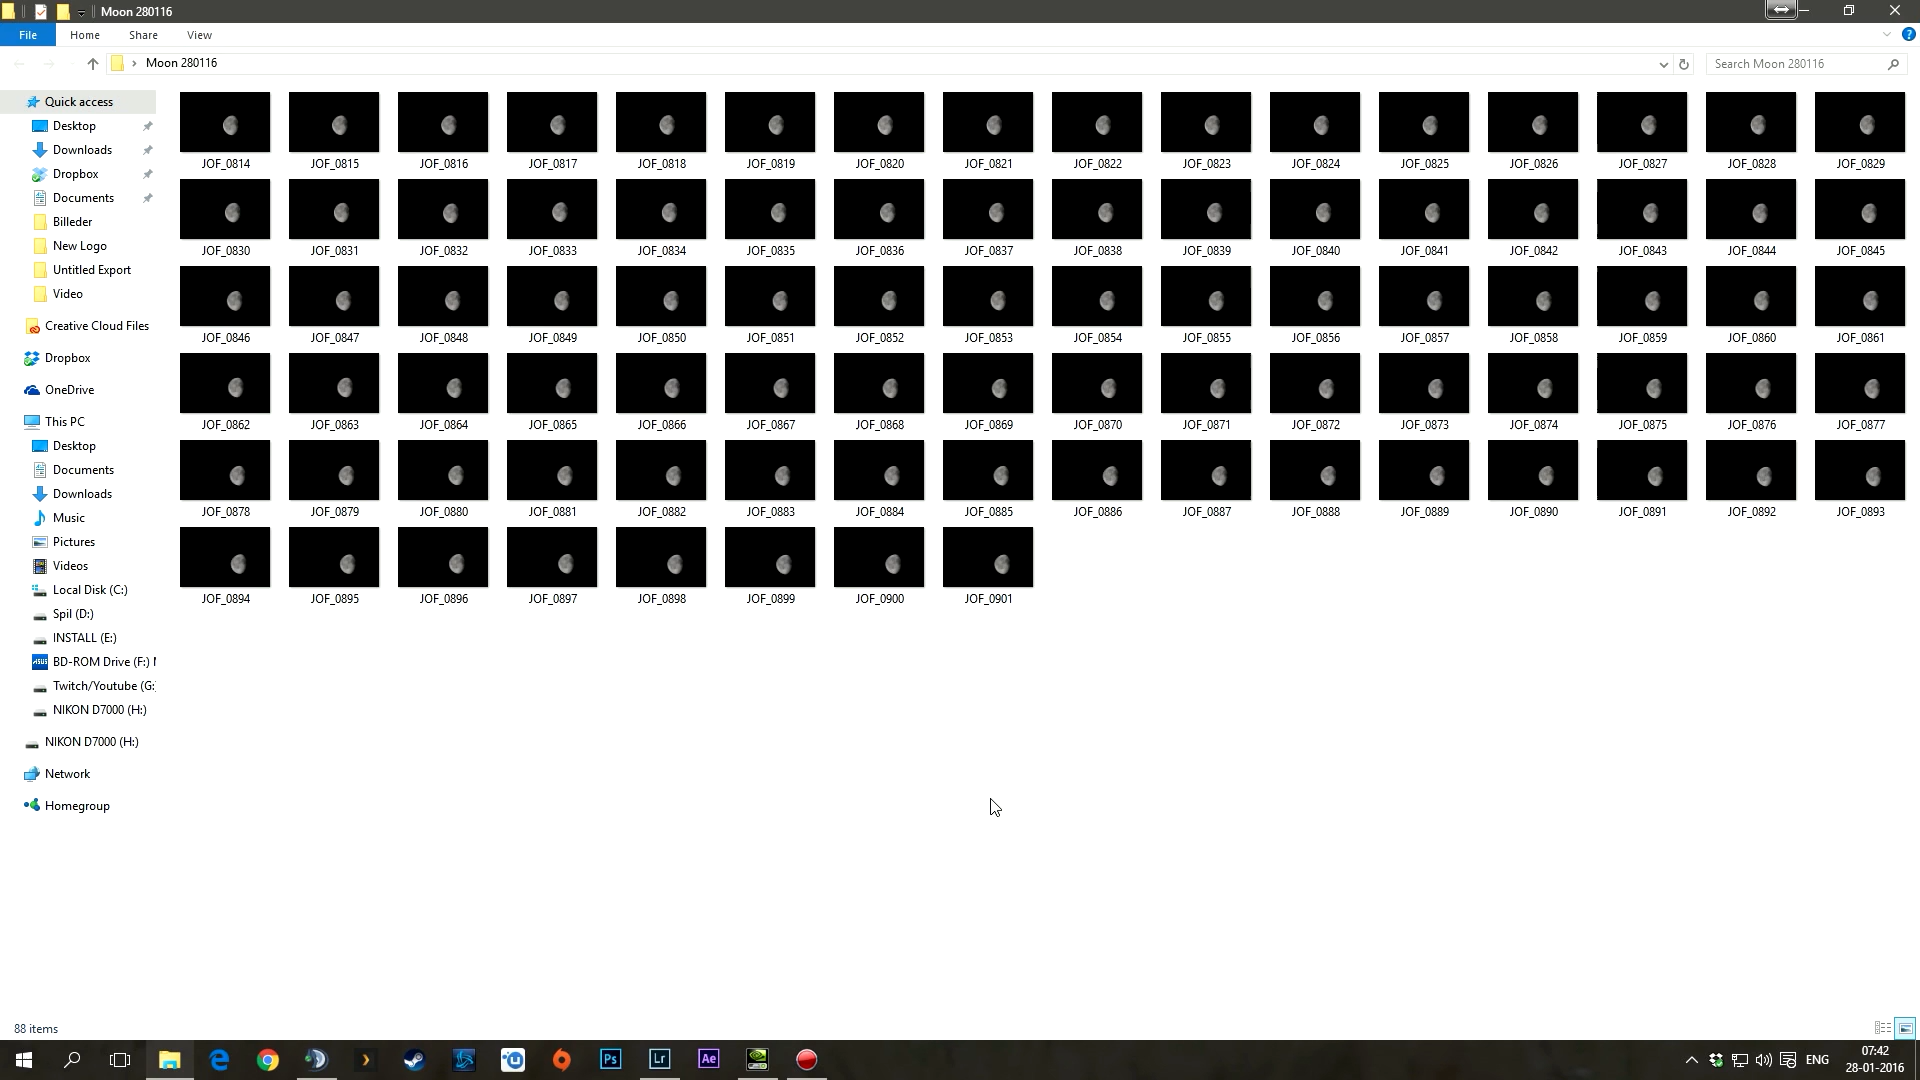 Moon 280116
File Home Share View
Moon 280116
Search Moon 280116
Quick access
Desktop
Downloads
Dropbox
Documents
Billeder
New Logo
Untitled Export
Video
Creative Cloud Files
Dropbox
OneDrive
This PC
Desktop
Documents
Downloads
Music
Pictures
Videos
Local Disk (C:)
Spil (D:)
INSTALL (E:)
BD-ROM Drive (F:)
Twitch/Youtube (G:
NIKON D7000 (H:)
NIKON D7000 (H:)
Network
Homegroup
JOF_0814 JOF_0815 JOF_0816 JOF_0817 JOF_0818 JOF_0819 JOF_0820 JOF_0821 JOF_0822 JOF_0823 JOF_0824 JOF_0825 JOF_0826 JOF_0827 JOF_0828 JOF_0829
JOF_0830 JOF_0831 JOF_0832 JOF_0833 JOF_0834 JOF_0835 JOF_0836 JOF_0837 JOF_0838 JOF_0839 JOF_0840 JOF_0841 JOF_0842 JOF_0843 JOF_0844 JOF_0845
JOF_0846 JOF_0847 JOF_0848 JOF_0849 JOF_0850 JOF_0851 JOF_0852 JOF_0853 JOF_0854 JOF_0855 JOF_0856 JOF_0857 JOF_0858 JOF_0859 JOF_0860 JOF_0861
JOF_0862 JOF_0863 JOF_0864 JOF_0865 JOF_0866 JOF_0867 JOF_0868 JOF_0869 JOF_0870 JOF_0871 JOF_0872 JOF_0873 JOF_0874 JOF_0875 JOF_0876 JOF_0877
JOF_0878 JOF_0879 JOF_0880 JOF_0881 JOF_0882 JOF_0883 JOF_0884 JOF_0885 JOF_0886 JOF_0887 JOF_0888 JOF_0889 JOF_0890 JOF_0891 JOF_0892 JOF_0893
JOF_0894 JOF_0895 JOF_0896 JOF_0897 JOF_0898 JOF_0899 JOF_0900 JOF_0901
88 items
Ps Lr Ae
ENG
07:42
28-01-2016